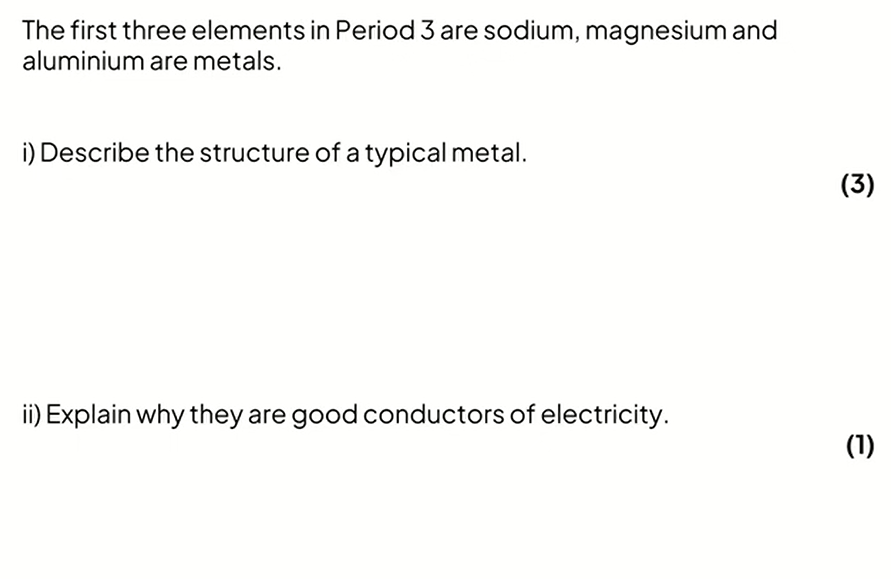 The first three elements in Period 3 are sodium, magnesium and
aluminium are metals.
i) Describe the structure of a typical metal.
(3)
ii) Explain why they are good conductors of electricity.
(1)